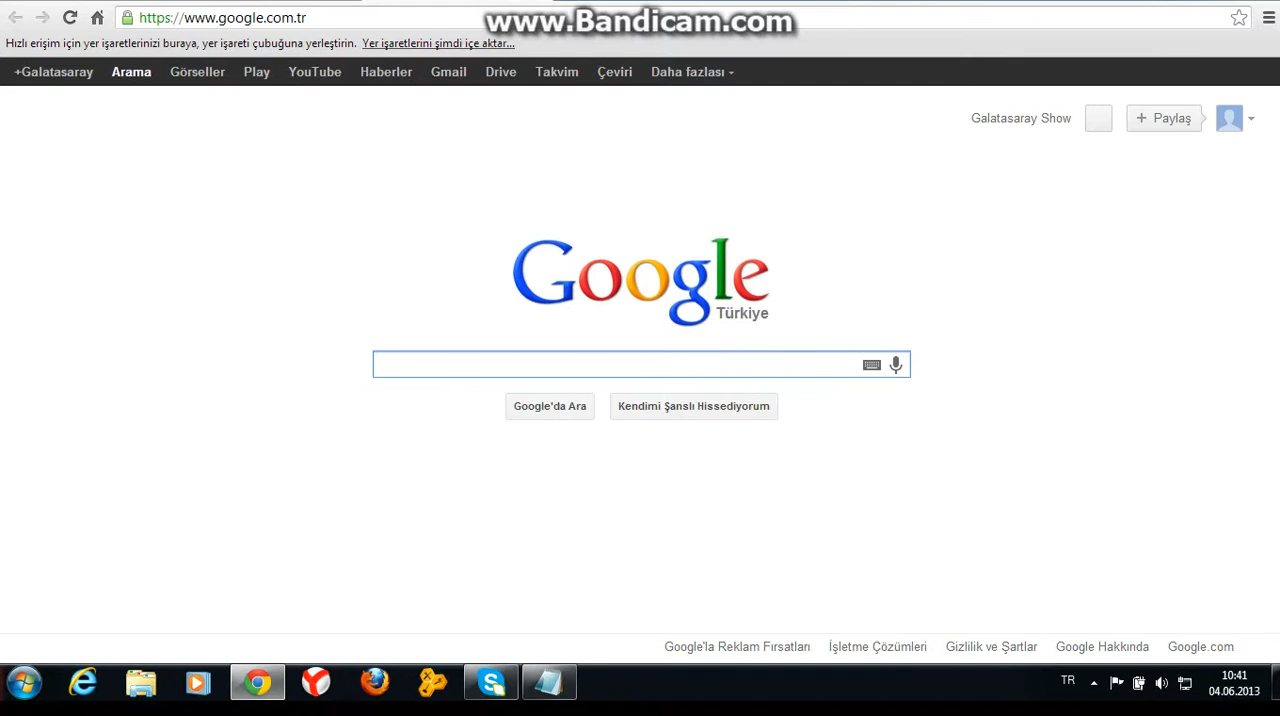 www.Bandicam.com
https://www.google.com.tr
Hızlı erişim için yer işaretlerinizi buraya, yer işareti çubuğuna yerleştirin. Yer işaretlerini şimdi içe aktar...
+Galatasaray Arama Görseller Play YouTube Haberler Gmail Drive Takvim Çeviri Daha fazlası
Galatasaray Show + Paylaş
Google
Türkiye
Google'da Ara Kendimi Şanslı Hissediyorum
Google'la Reklam Fırsatları İşletme Çözümleri Gizlilik ve Şartlar Google Hakkında Google.com
TR 10:41
04.06.2013